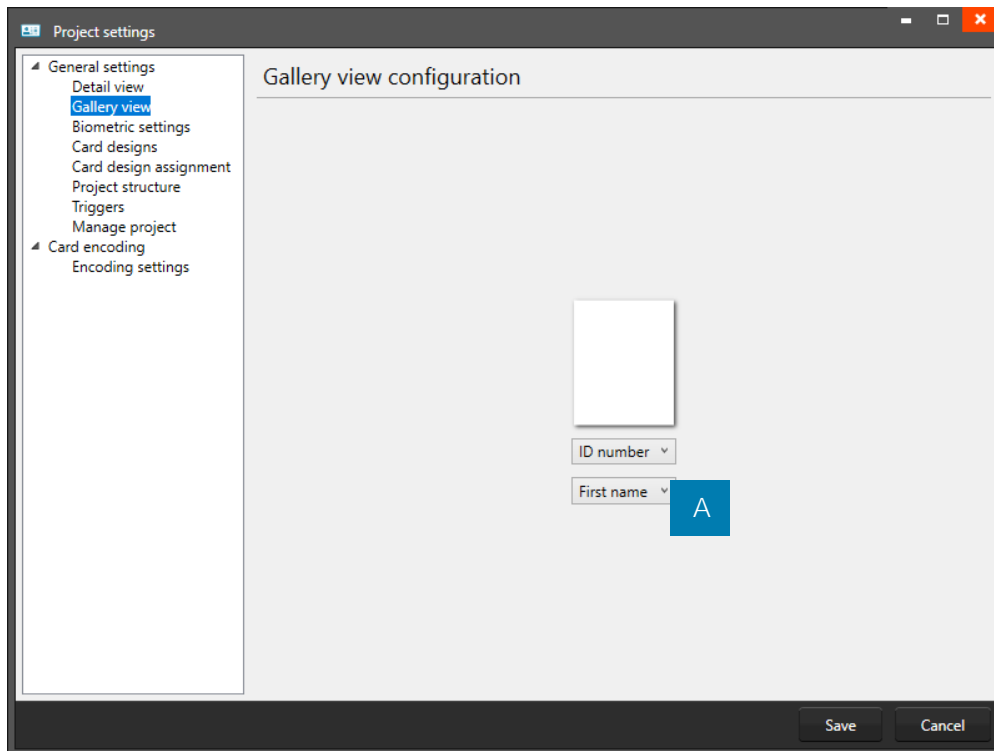 Project settings
General settings
Detail view
Gallery view
Biometric settings
Card designs
Card design assignment
Project structure
Triggers
Manage project
Card encoding
Encoding settings
Gallery view configuration
ID number
First name
A
Save
Cancel